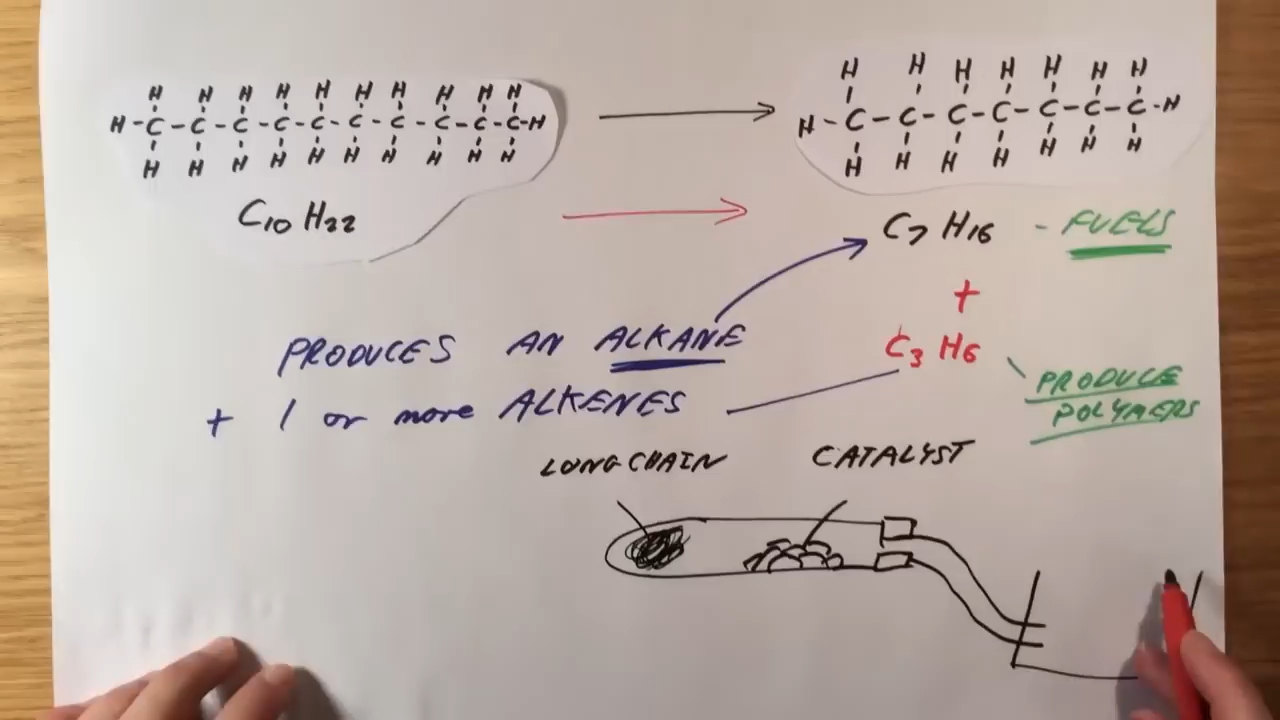 H H H H H H H H H H
H-C-C-C-C-C-C-C-C-C-C-H
H H H H H H H H H H
C₁₀ H₂₂
H H H H H H H
H-C-C-C-C-C-C-C-H
H H H H H H H
C₇ H₁₆ - FUELS
+
C₃ H₆
PRODUCE
POLYMERS
PRODUCES AN ALKANE
+ 1 or more ALKENES
LONG CHAIN
CATALYST